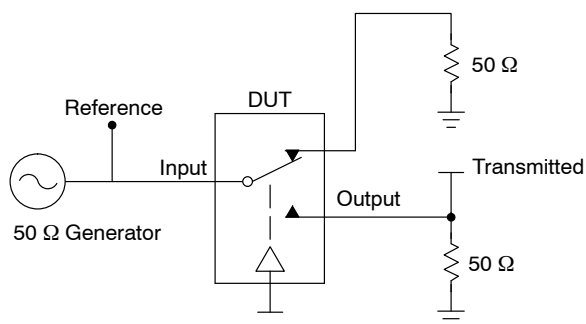 50 Ω
DUT
Reference
Transmitted
Input
Output
50 Ω Generator
50 Ω